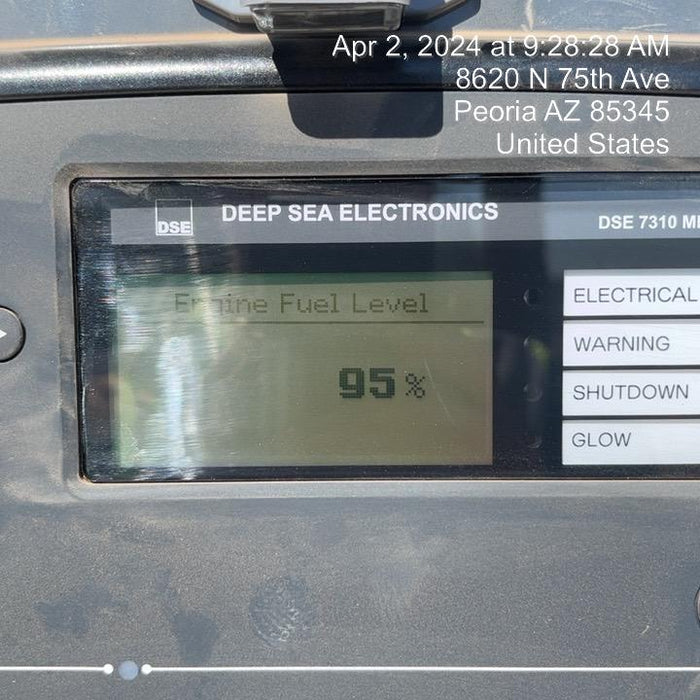 Apr 2, 2024 at 9:28:28 AM
8620 N 75th Ave
Peoria AZ 85345
United States
DSE
DEEP SEA ELECTRONICS
DSE 7310
Engine Fuel Level
95 %
ELECTRICAL
WARNING
SHUTDOWN
GLOW